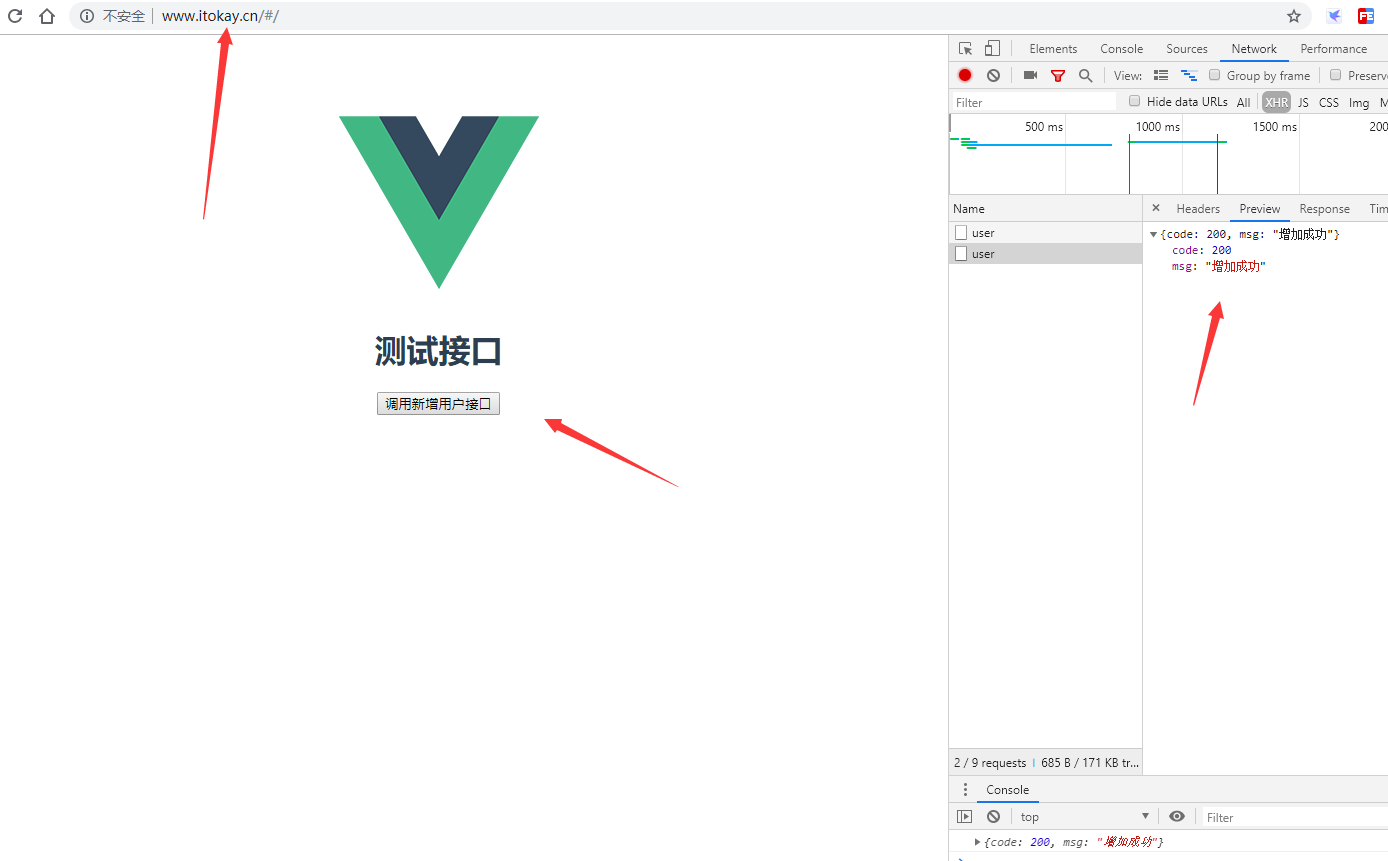 不安全 www.itokay.cn/#/
测试接口
调用新增用户接口
Elements Console Sources Network Performance
View: Group by frame Preserv
Filter Hide data URLs All XHR JS CSS Img M
500 ms 1000 ms 1500 ms 200
Name
user
user
× Headers Preview Response Tim
{code: 200, msg: "增加成功"}
code: 200
msg: "增加成功"
2 / 9 requests 685 B / 171 KB tr...
Console
top Filter
{code: 200, msg: "增加成功"}